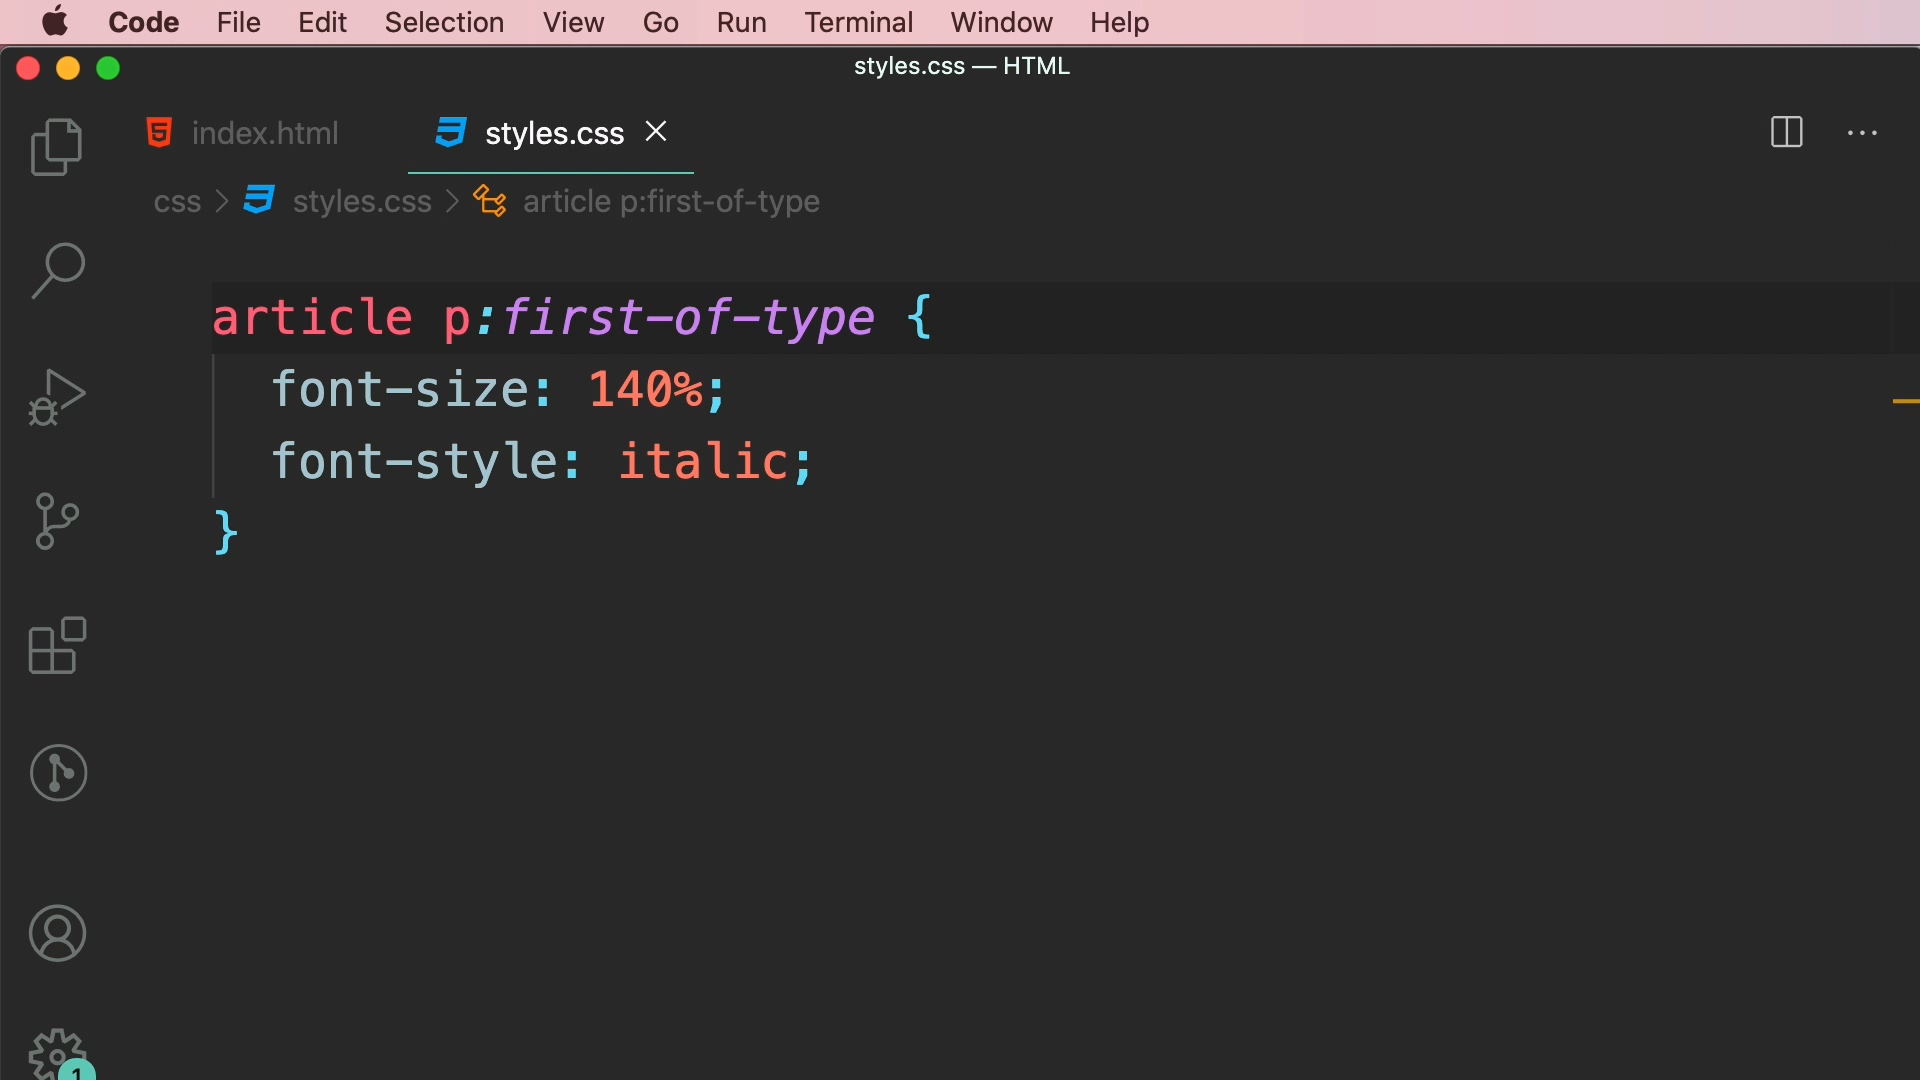 Code File Edit Selection View Go Run Terminal Window Help
styles.css — HTML
index.html styles.css
css > styles.css > article p:first-of-type
article p:first-of-type {
font-size: 140%;
font-style: italic;
}
1